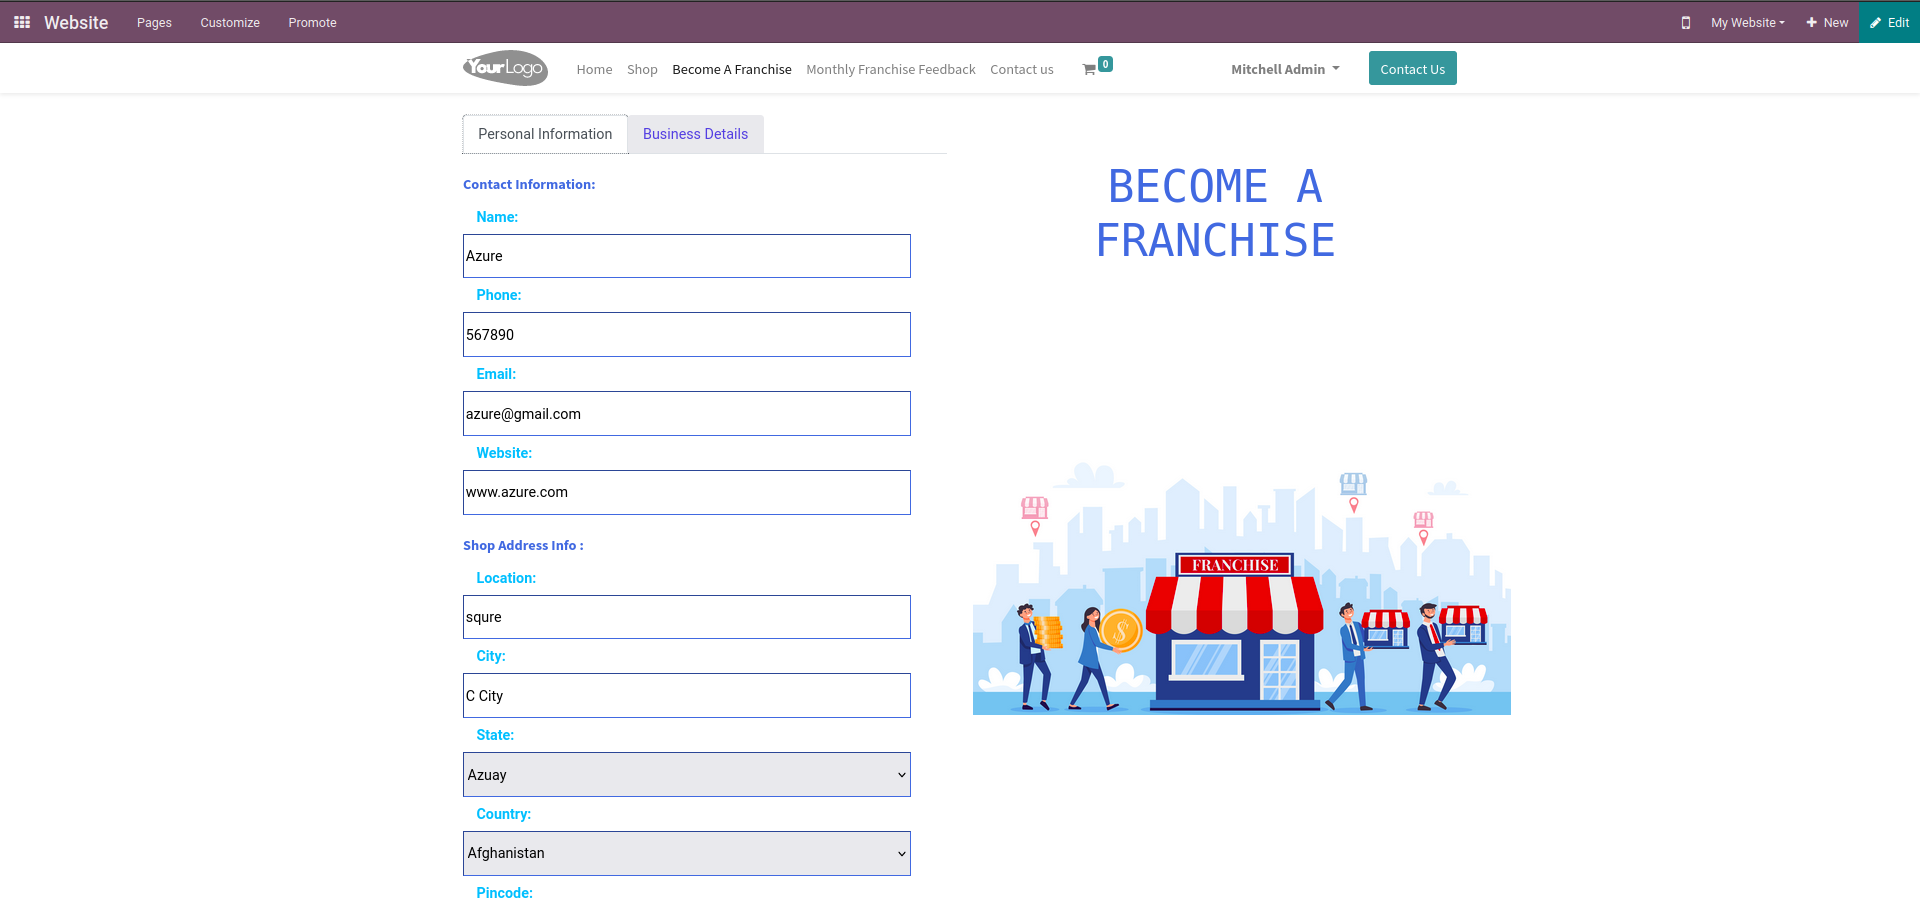 Website Pages Customize Promote My Website New Edit
YourLogo Home Shop Become A Franchise Monthly Franchise Feedback Contact us 0 Mitchell Admin Contact Us
Personal Information Business Details
Contact Information:
Name:
Azure
Phone:
567890
Email:
azure@gmail.com
Website:
www.azure.com
Shop Address Info :
Location:
squre
City:
C City
State:
Azuay
Country:
Afghanistan
Pincode:
BECOME A
FRANCHISE
FRANCHISE
$